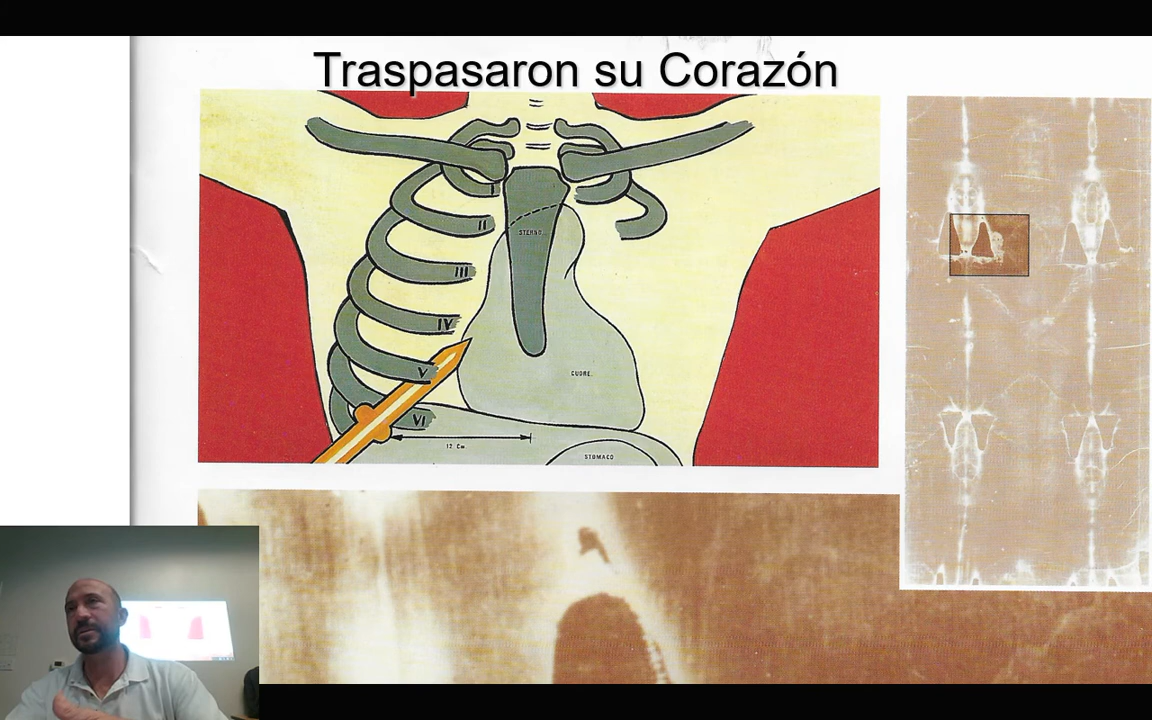 Traspasaron su Corazón
I
II
STERNO
III
IV
V
CUORE
VI
12 Cm
STOMACO